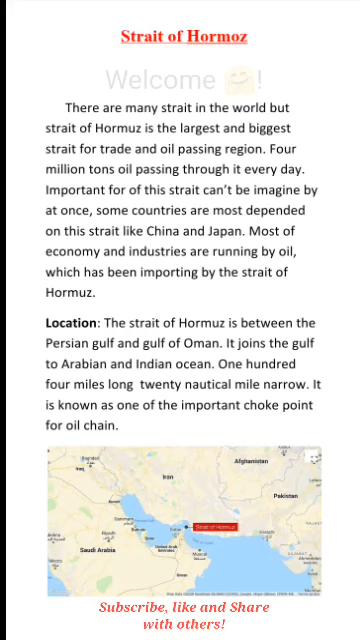 Strait of Hormoz
Welcome 🤗!
There are many strait in the world but
strait of Hormuz is the largest and biggest
strait for trade and oil passing region. Four
million tons oil passing through it every day.
Important for of this strait can't be imagine by
at once, some countries are most depended
on this strait like China and Japan. Most of
economy and industries are running by oil,
which has been importing by the strait of
Hormuz.
Location: The strait of Hormuz is between the
Persian gulf and gulf of Oman. It joins the gulf
to Arabian and Indian ocean. One hundred
four miles long twenty nautical mile narrow. It
is known as one of the important choke point
for oil chain.
Afghanistan
Iran
Pakistan
Strait of Hormuz
Saudi Arabia
Muscat
Oman
Subscribe, like and Share
with others!